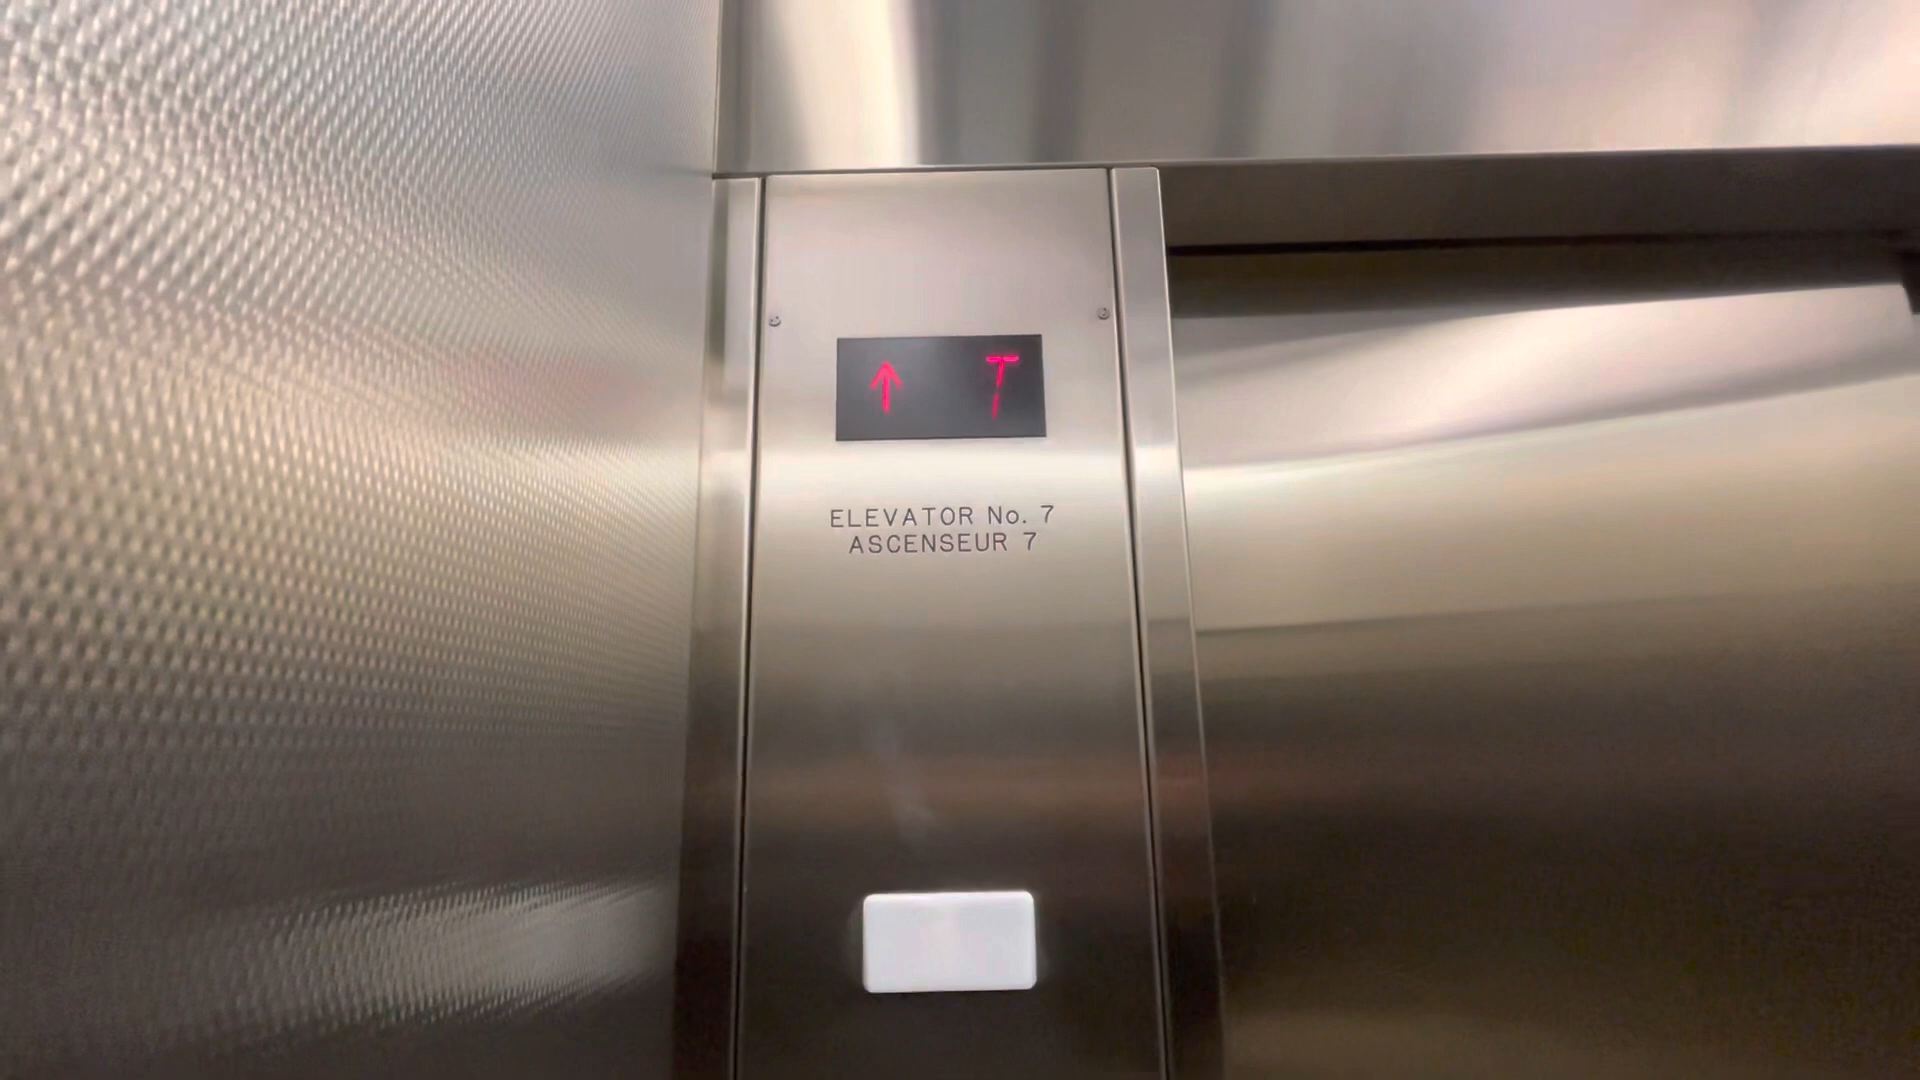 ↑ T
ELEVATOR No. 7
ASCENSEUR 7